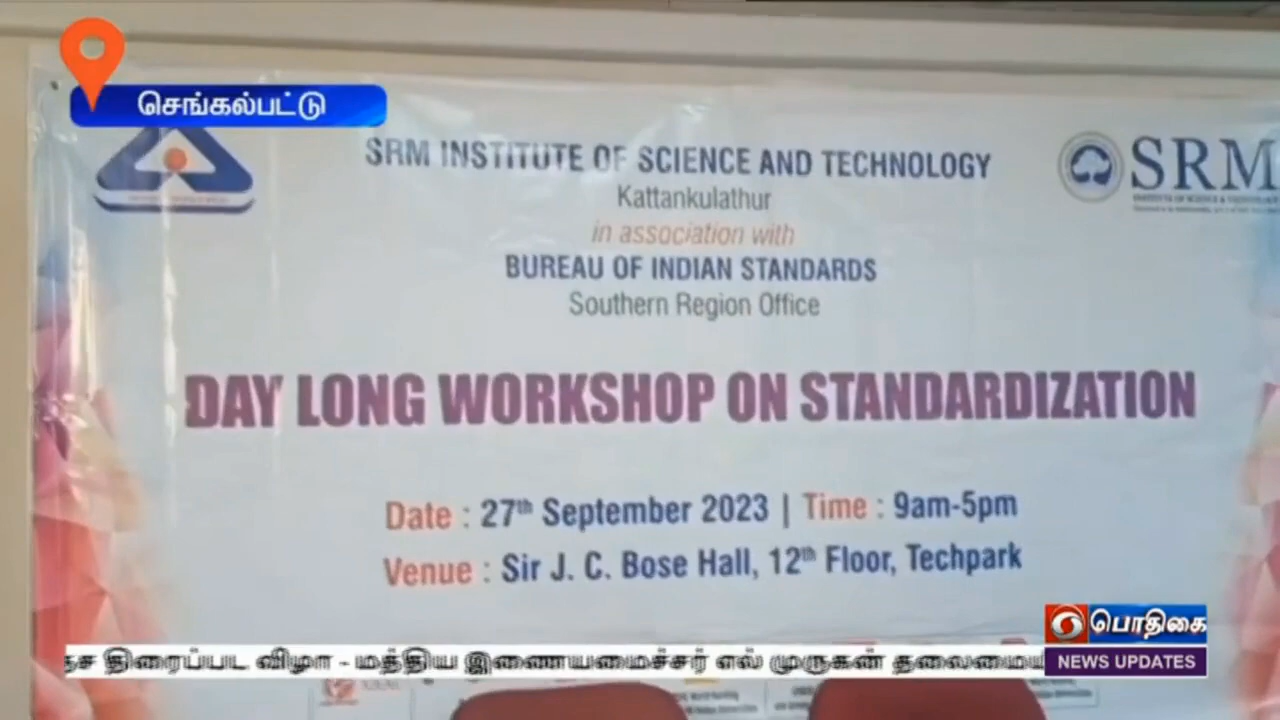 செங்கல்பட்டு
SRM INSTITUTE OF SCIENCE AND TECHNOLOGY
Kattankulathur
in association with
BUREAU OF INDIAN STANDARDS
Southern Region Office
SRM
DAY LONG WORKSHOP ON STANDARDIZATION
Date : 27th September 2023 | Time : 9am-5pm
Venue : Sir J. C. Bose Hall, 12th Floor, Techpark
பொதிகை
NEWS UPDATES
திரைப்பட விழா - மத்திய இணையமைச்சர் எல் முருகன்